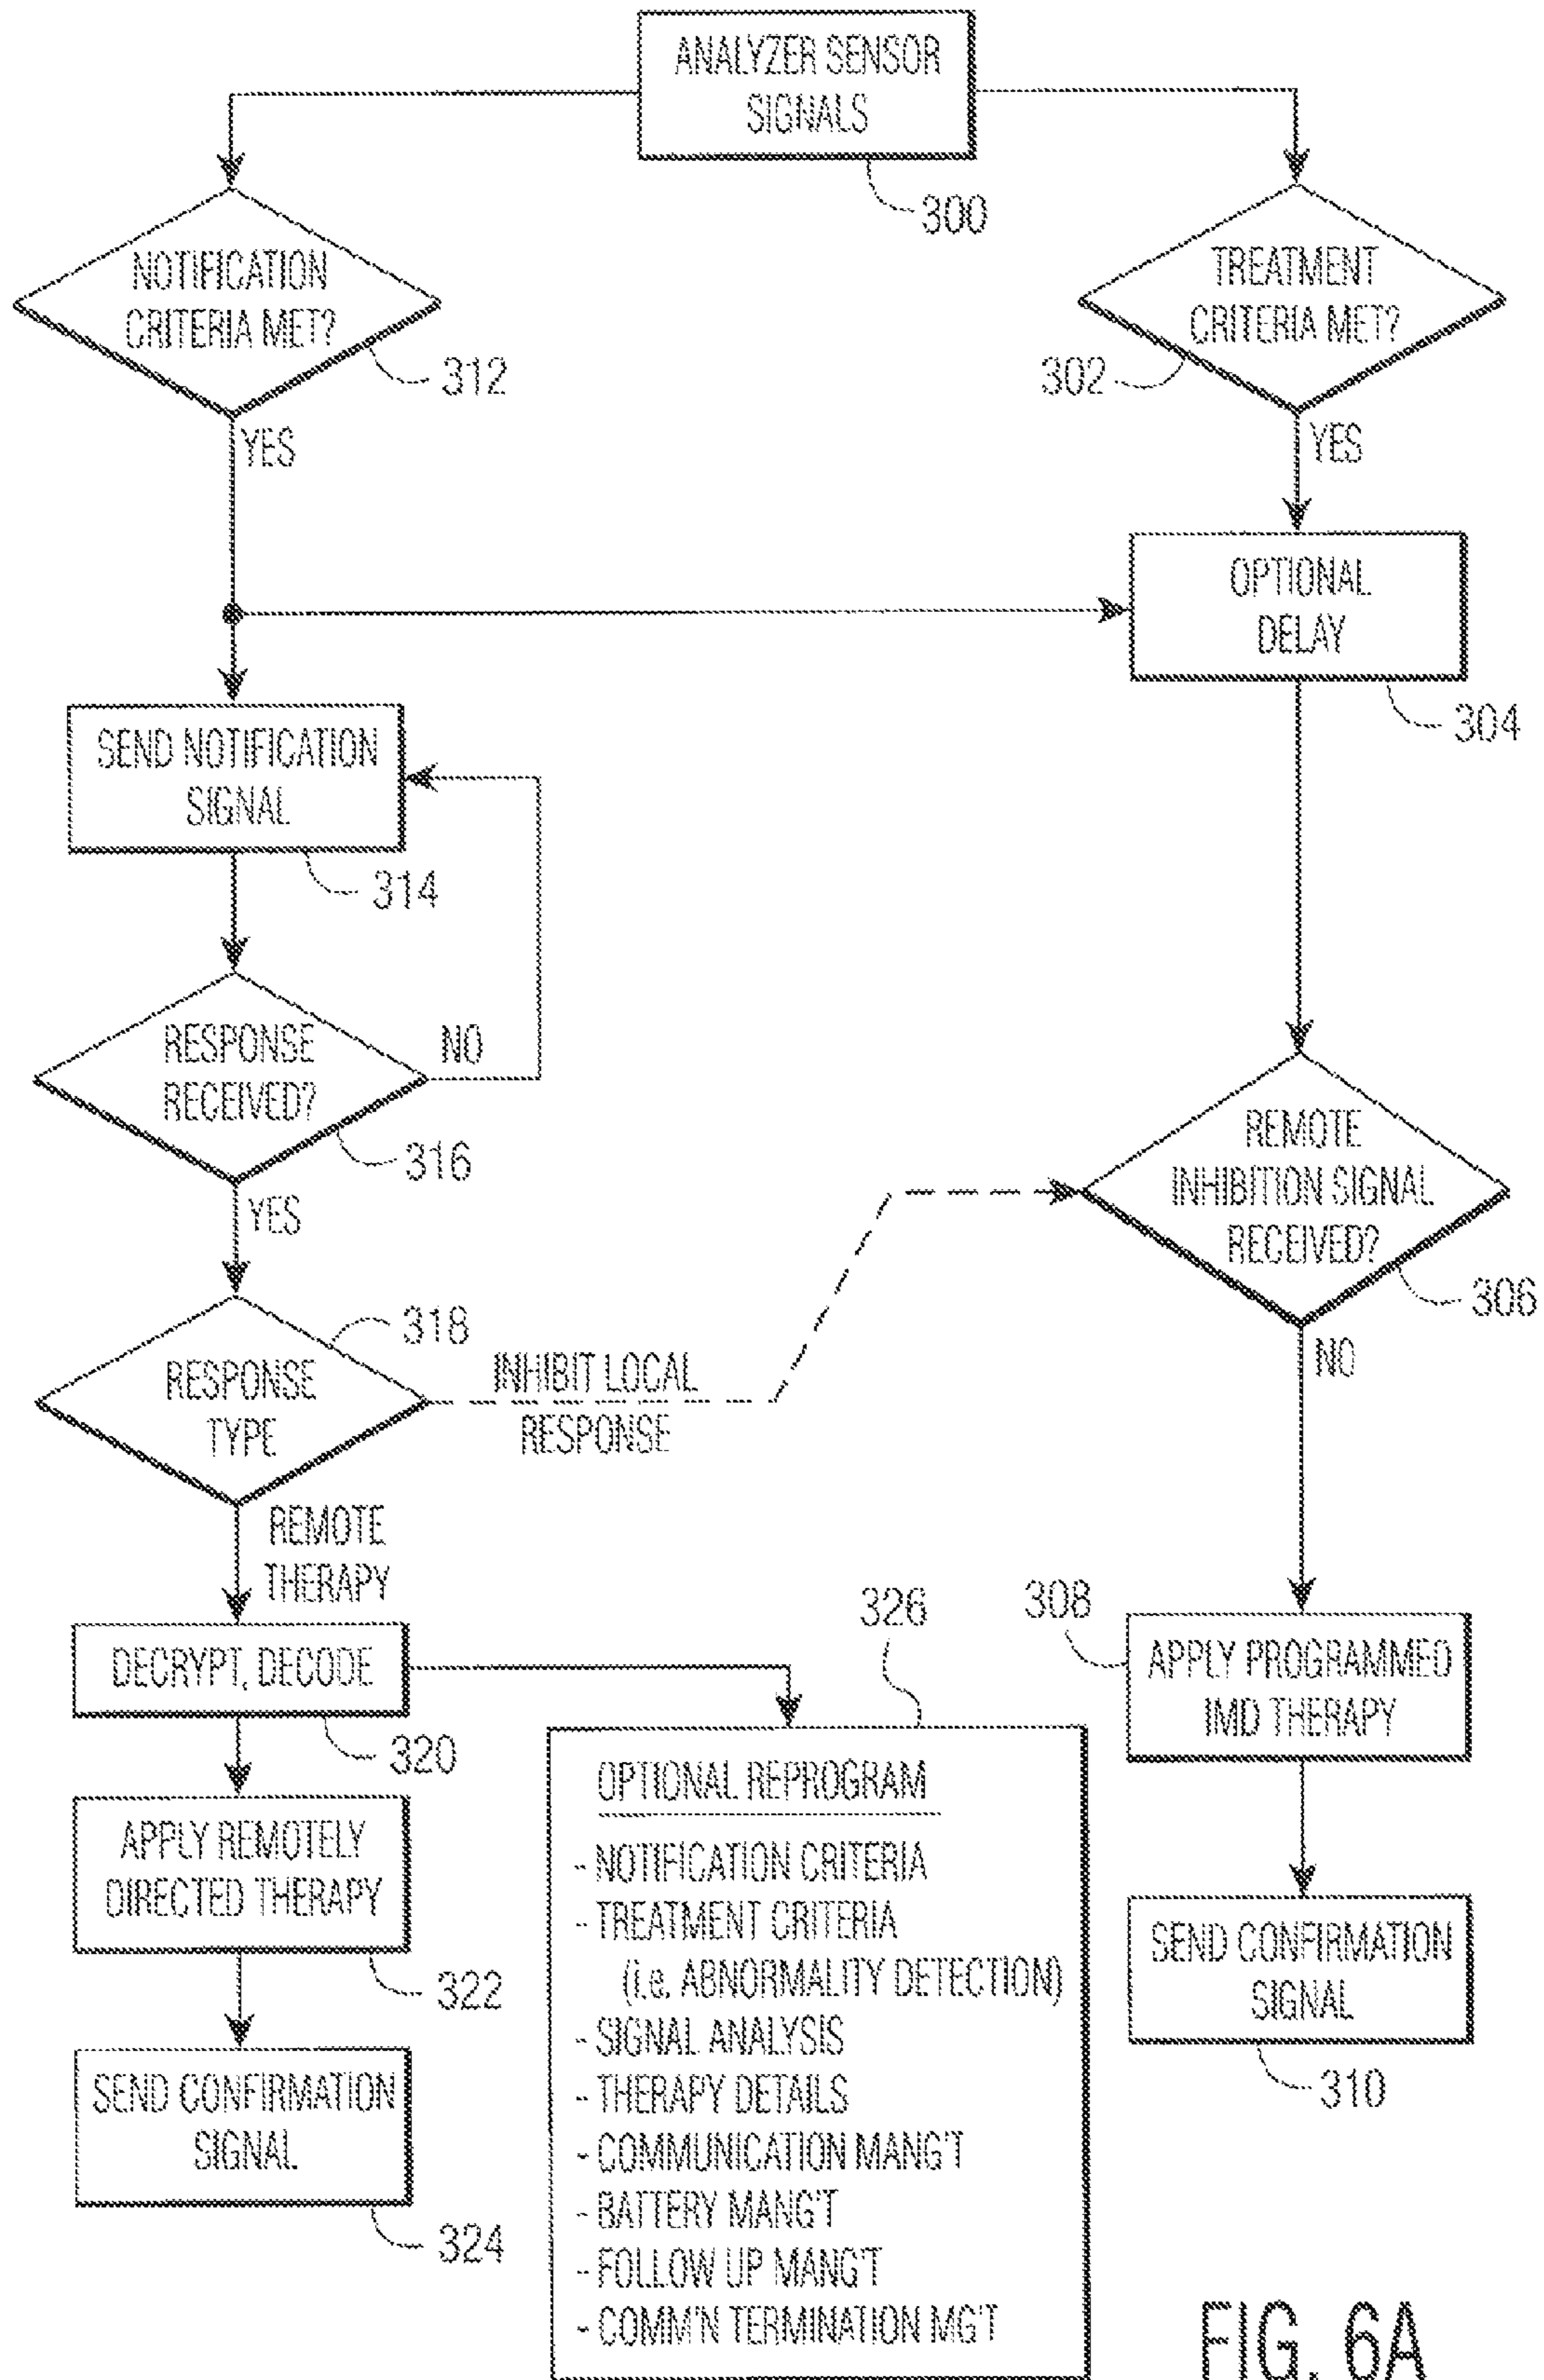 ANALYZER SENSOR
SIGNALS
300
NOTIFICATION
CRITERIA MET?
312
YES
TREATMENT
CRITERIA MET?
302
YES
OPTIONAL
DELAY
304
SEND NOTIFICATION
SIGNAL
314
RESPONSE
RECEIVED?
NO
316
YES
REMOTE
INHIBITION SIGNAL
RECEIVED?
306
NO
318
RESPONSE
TYPE
INHIBIT LOCAL
RESPONSE
REMOTE
THERAPY
DECRYPT, DECODE
320
326
308
APPLY PROGRAMMED
IMD THERAPY
APPLY REMOTELY
DIRECTED THERAPY
322
SEND CONFIRMATION
SIGNAL
324
OPTIONAL REPROGRAM
- NOTIFICATION CRITERIA
- TREATMENT CRITERIA
(i.e. ABNORMALITY DETECTION)
- SIGNAL ANALYSIS
- THERAPY DETAILS
- COMMUNICATION MANG'T
- BATTERY MANG'T
- FOLLOW UP MANG'T
- COMM'N TERMINATION MG'T
SEND CONFIRMATION
SIGNAL
310
FIG. 6A